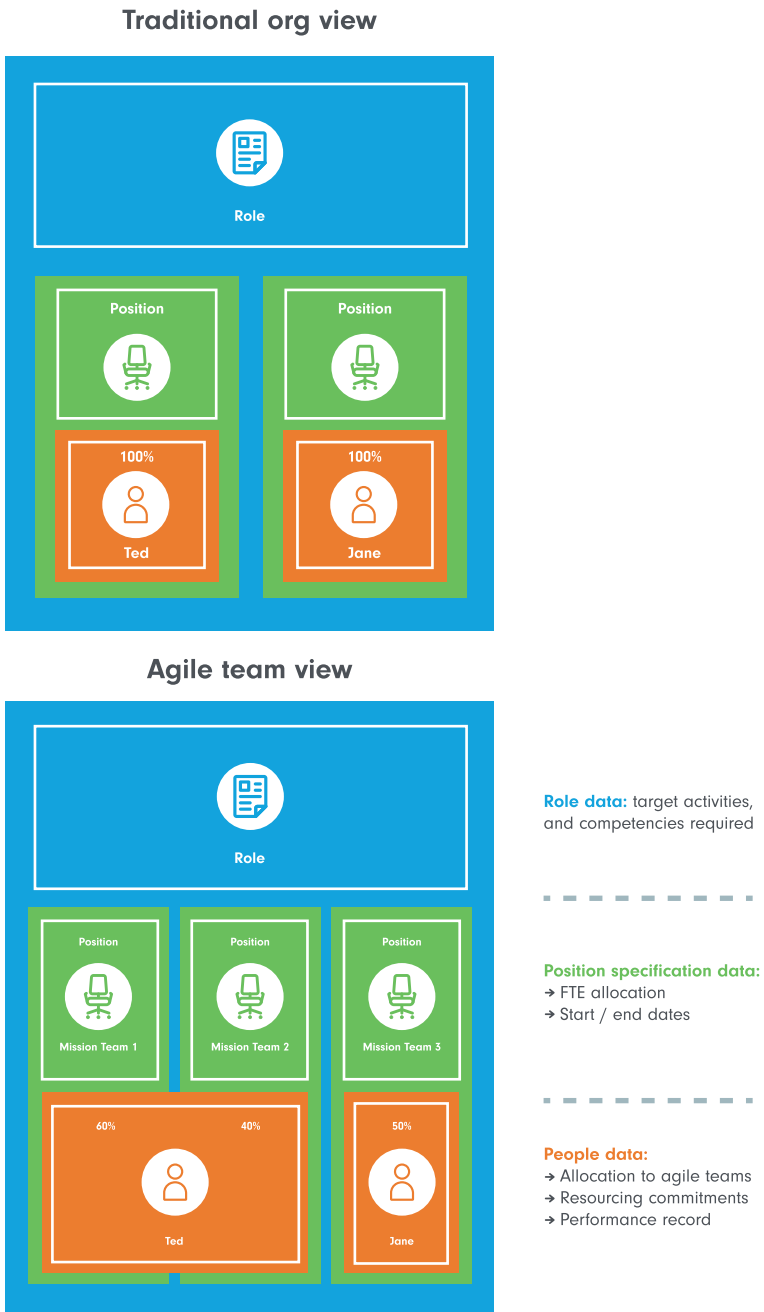 Traditional org view
Role
Position
Position
100%
100%
Ted
Jane
Agile team view
Role
Role data: target activities,
and competencies required
Position
Position
Position
Mission Team 1
Mission Team 2
Mission Team 3
Position specification data:
→ FTE allocation
→ Start / end dates
60%
40%
50%
Ted
Jane
People data:
→ Allocation to agile teams
→ Resourcing commitments
→ Performance record